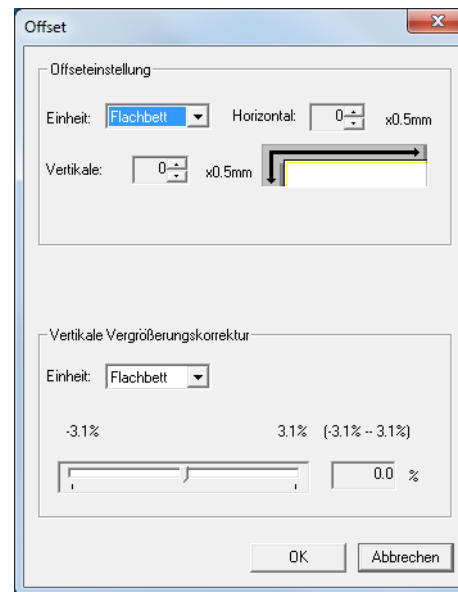 Offset
Offseteinstellung
Einheit: Flachbett Horizontal: 0 x0.5mm
Vertikale: 0 x0.5mm
Vertikale Vergrößerungskorrektur
Einheit: Flachbett
-3.1% 3.1% (-3.1% -- 3.1%)
0.0 %
OK Abbrechen